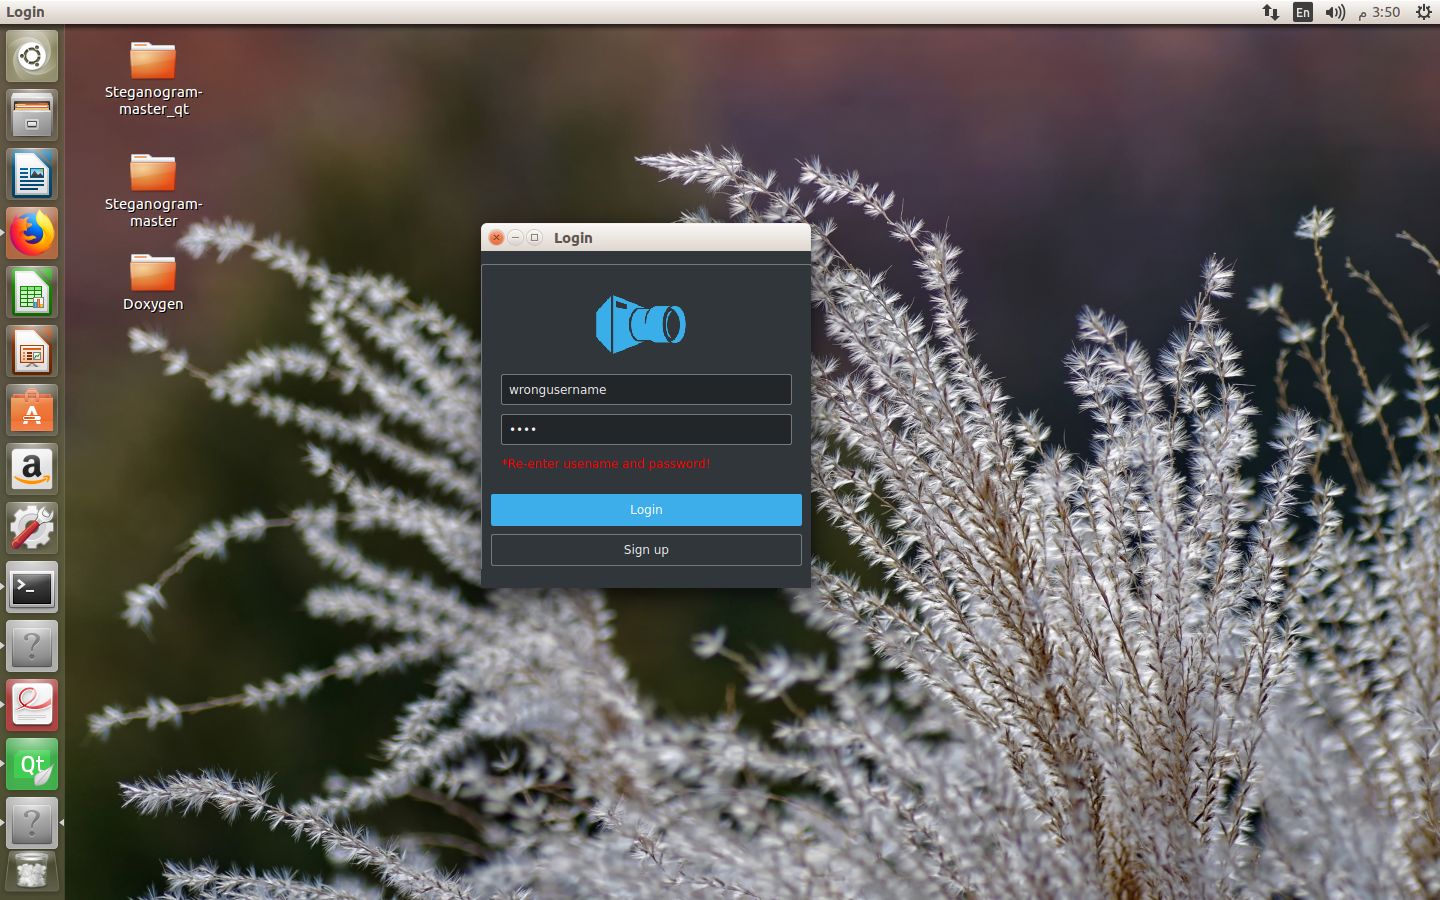 Login
En
م 3:50
Steganogram-
master_qt
Steganogram-
master
Doxygen
Login
wrongusername
••••
*Re-enter usename and password!
Login
Sign up
A
a
>_
?
Qt
?